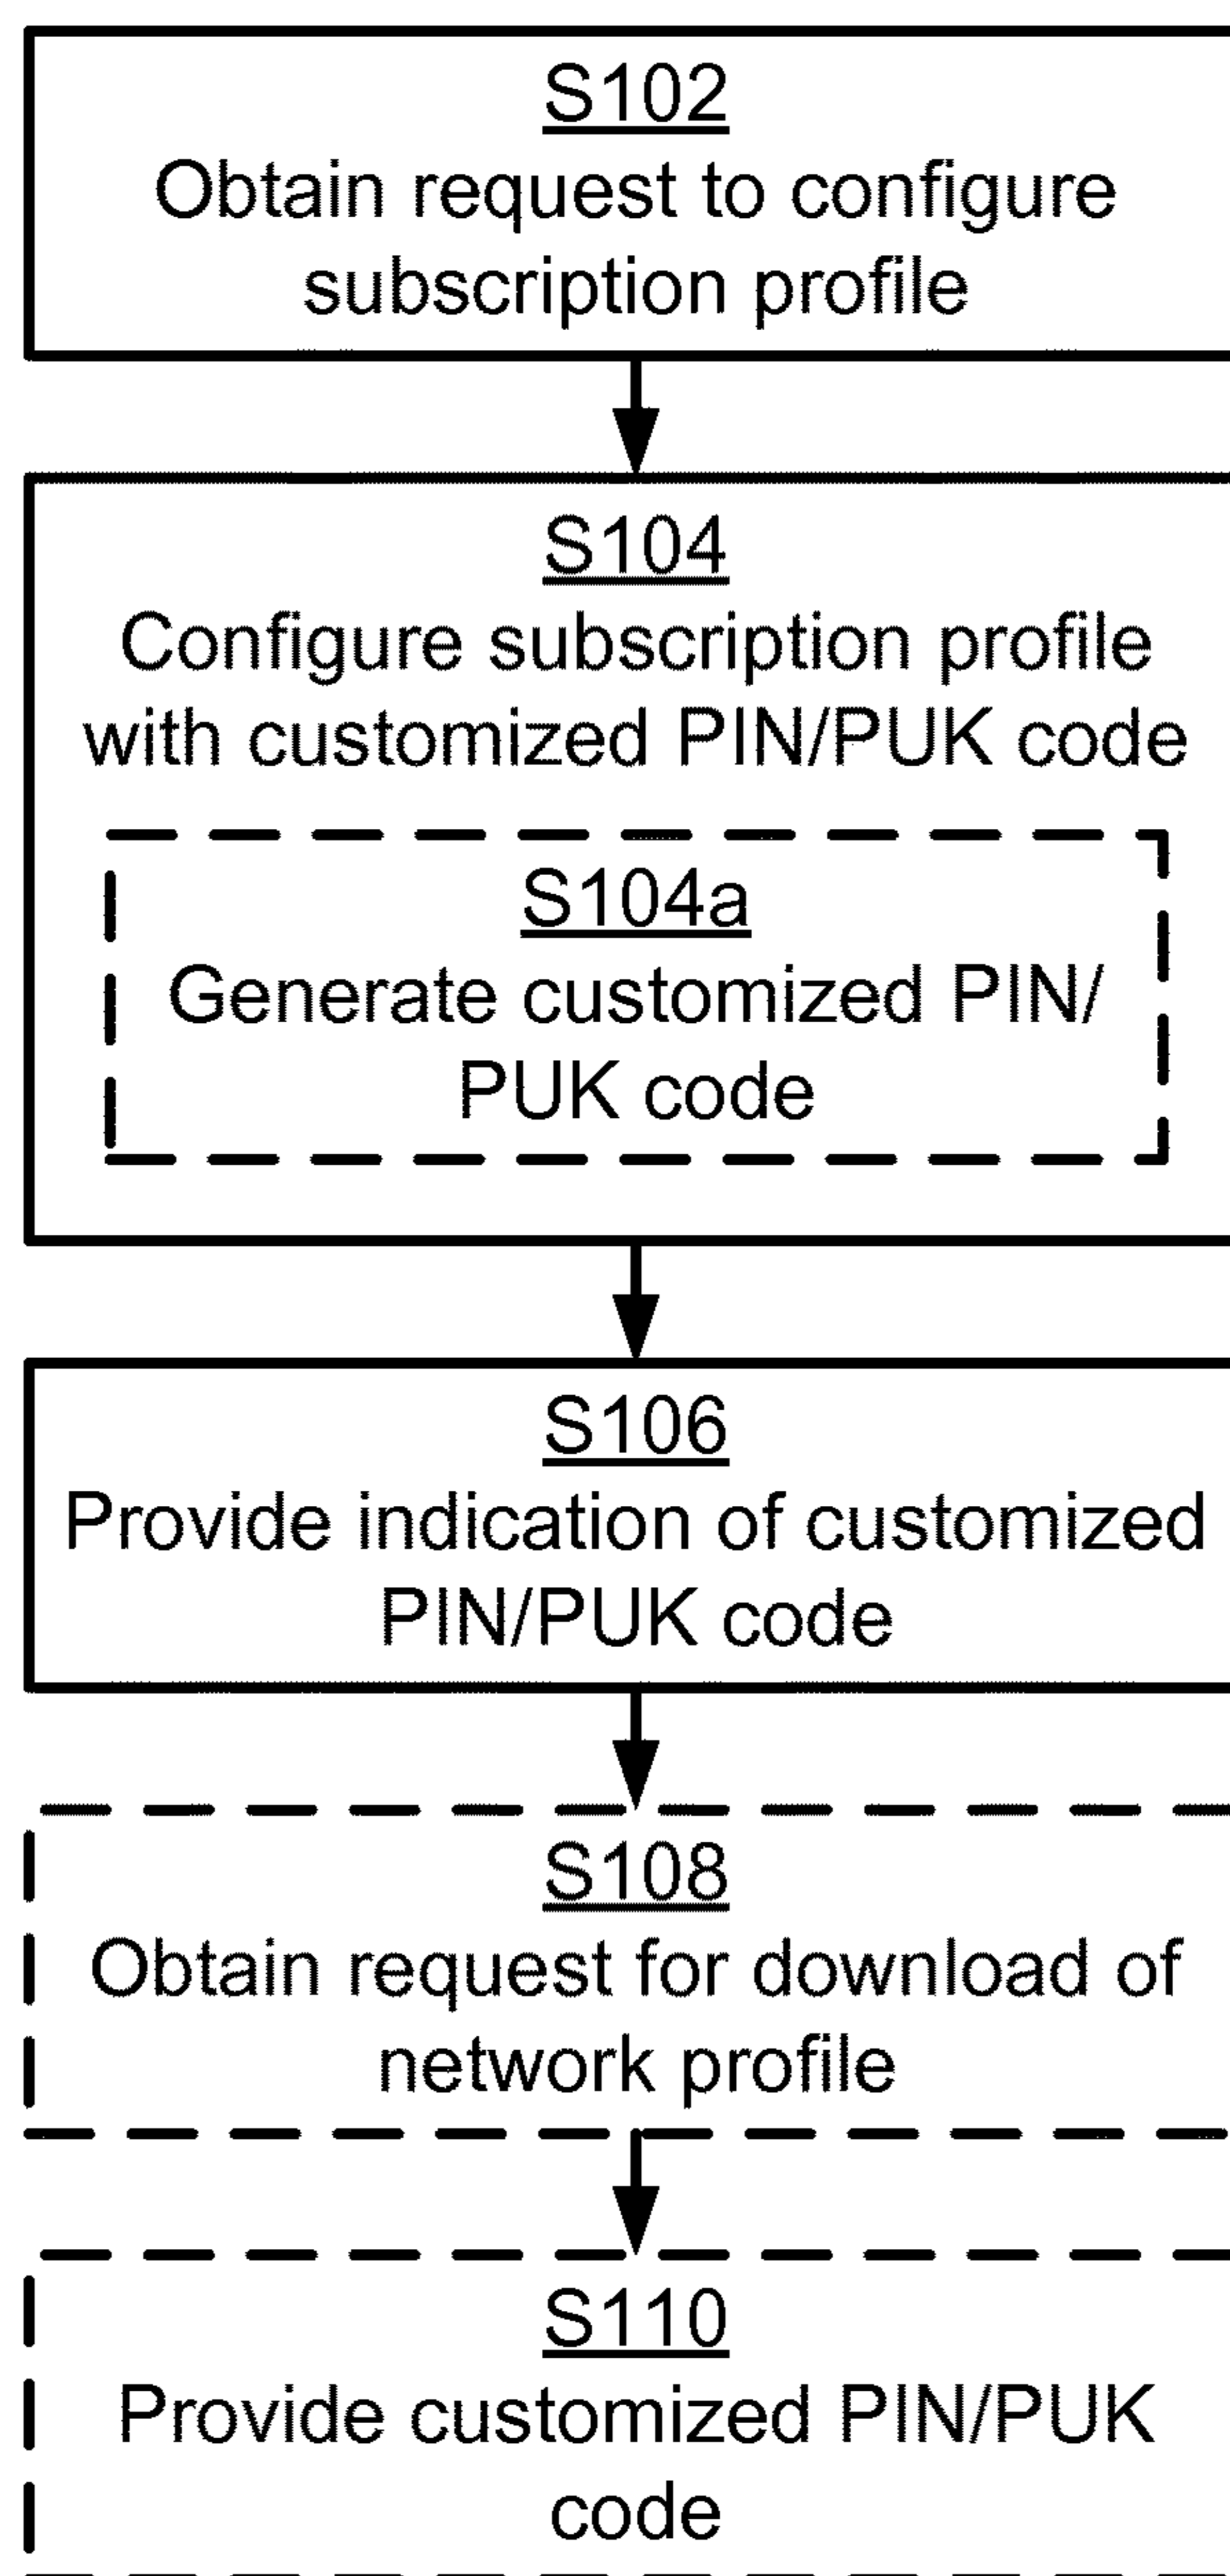 S102
Obtain request to configure
subscription profile
S104
Configure subscription profile
with customized PIN/PUK code
S104a
Generate customized PIN/
PUK code
S106
Provide indication of customized
PIN/PUK code
S108
Obtain request for download of
network profile
S110
Provide customized PIN/PUK
code